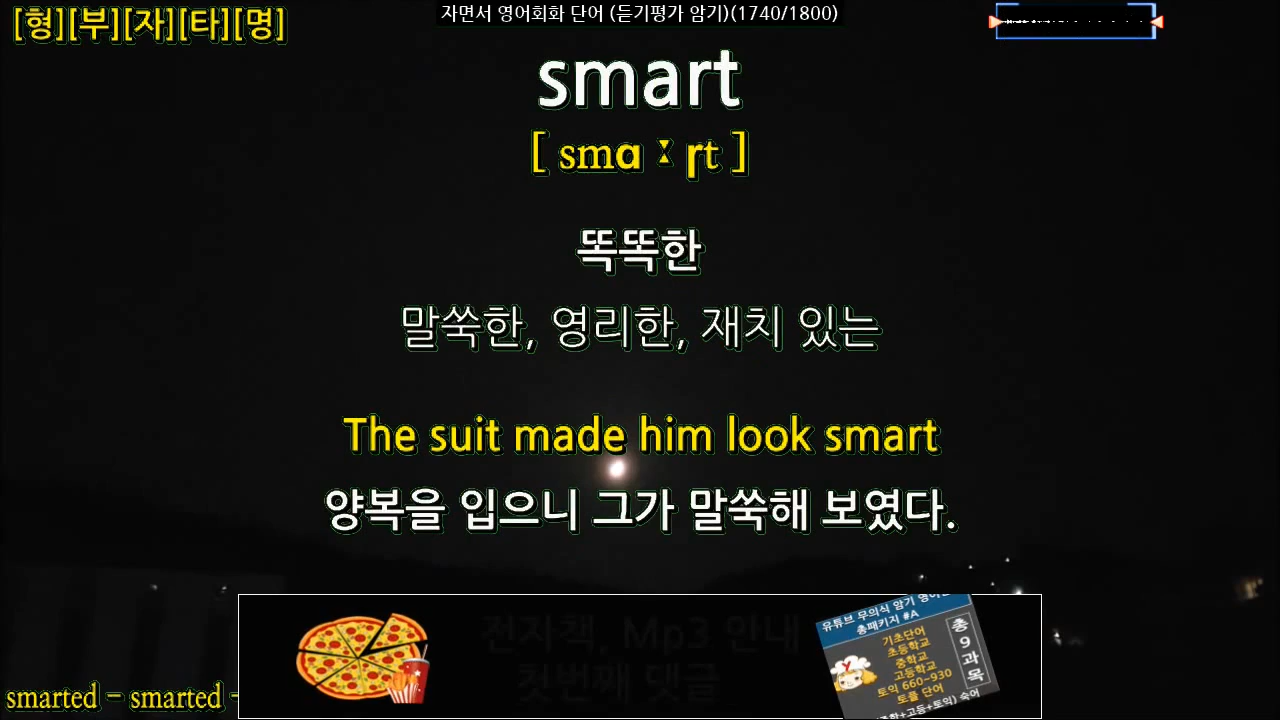 [형][부][자][타][명]
자면서 영어회화 단어 (듣기평가 암기)(1740/1800)
smart
[ smɑːrt ]
똑똑한
말쑥한, 영리한, 재치 있는
The suit made him look smart
양복을 입으니 그가 말쑥해 보였다.
전자책, Mp3 안내
첫번째 댓글
유튜브 무의식 암기
총패키지 #A
기초단어
초등학교
중학교
고등학교
토익 660~930
토플 단어
총9과목
smarted - smarted -